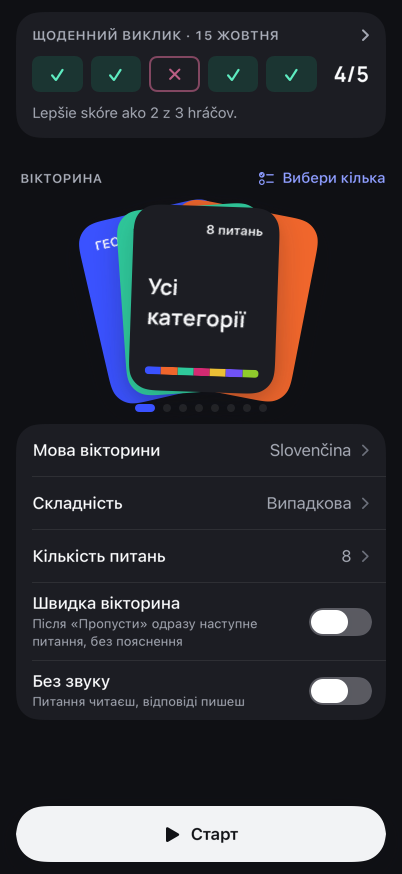 ЩОДЕННИЙ ВИКЛИК · 15 ЖОВТНЯ
4/5
Lepšie skóre ako 2 z 3 hráčov.
ВІКТОРИНА
Вибери кілька
8 питань
Усі
категорії
Мова вікторини Slovenčina
Складність Випадкова
Кількість питань 8
Швидка вікторина
Після «Пропусти» одразу наступне
питання, без пояснення
Без звуку
Питання читаєш, відповіді пишеш
Старт